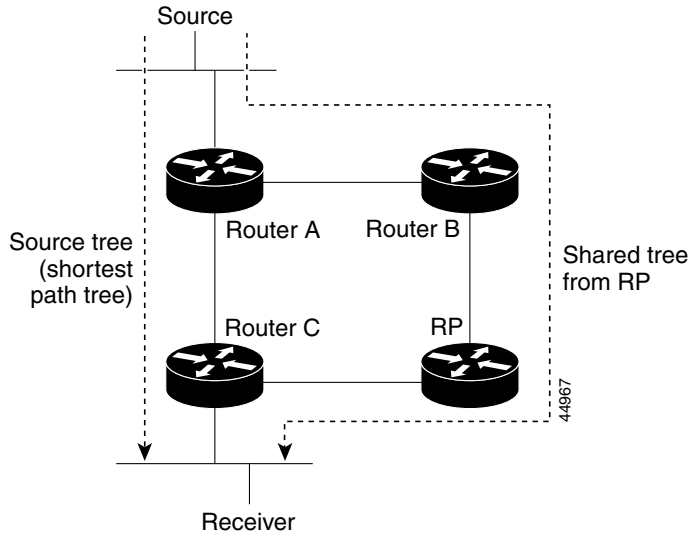 Source
Router A
Router B
Source tree
(shortest
path tree)
Shared tree
from RP
Router C
RP
44967
Receiver